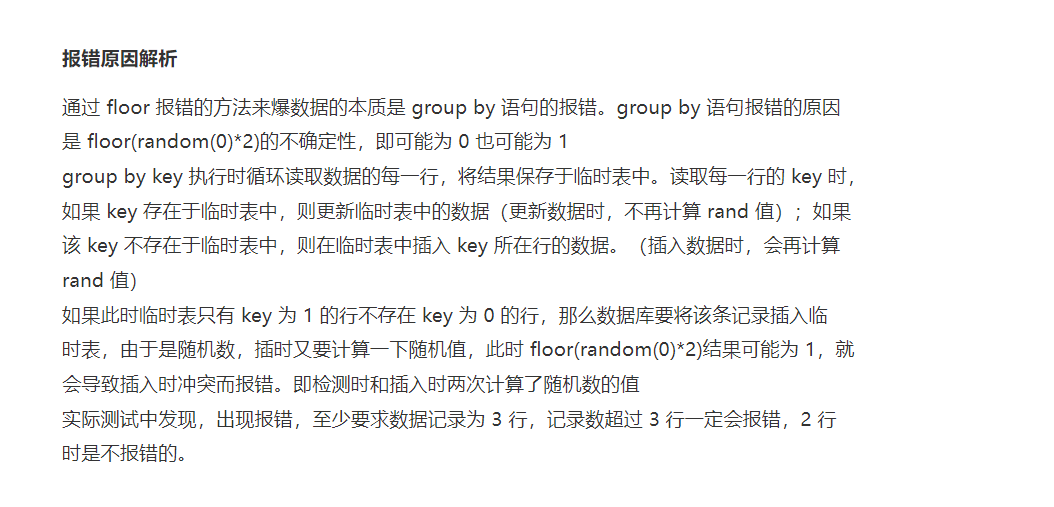 报错原因解析
通过 floor 报错的方法来爆数据的本质是 group by 语句的报错。group by 语句报错的原因
是 floor(random(0)*2)的不确定性，即可能为 0 也可能为 1
group by key 执行时循环读取数据的每一行，将结果保存于临时表中。读取每一行的 key 时，
如果 key 存在于临时表中，则更新临时表中的数据（更新数据时，不再计算 rand 值）；如果
该 key 不存在于临时表中，则在临时表中插入 key 所在行的数据。（插入数据时，会再计算
rand 值）
如果此时临时表只有 key 为 1 的行不存在 key 为 0 的行，那么数据库要将该条记录插入临
时表，由于是随机数，插时又要计算一下随机值，此时 floor(random(0)*2)结果可能为 1，就
会导致插入时冲突而报错。即检测时和插入时两次计算了随机数的值
实际测试中发现，出现报错，至少要求数据记录为 3 行，记录数超过 3 行一定会报错，2 行
时是不报错的。